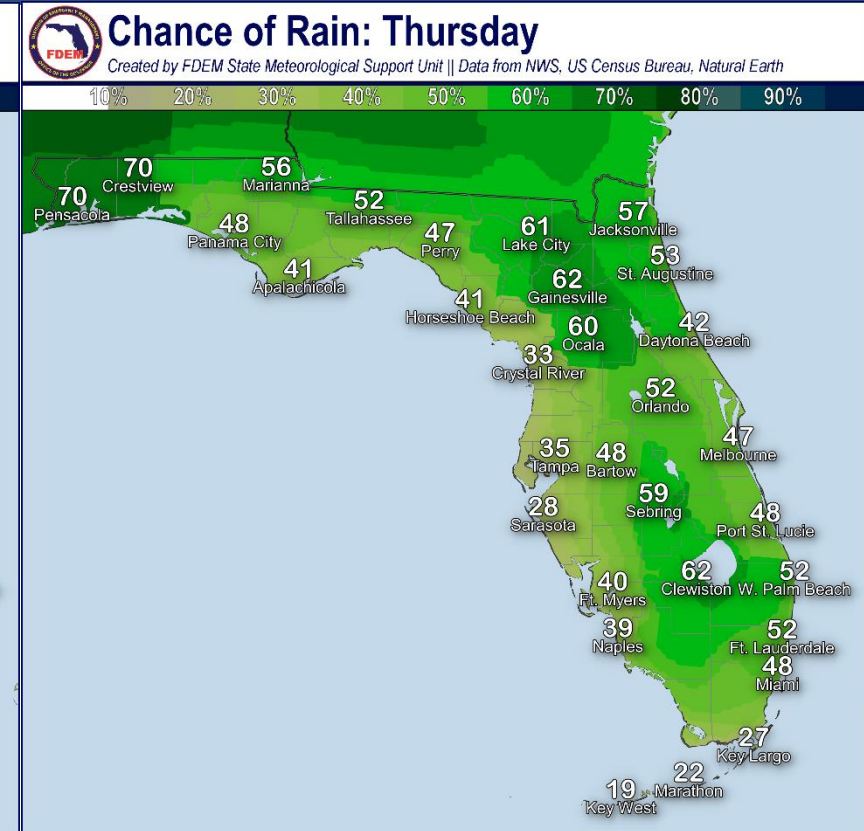 Chance of Rain: Thursday
FDEM
Created by FDEM State Meteorological Support Unit || Data from NWS, US Census Bureau, Natural Earth
10% 20% 30% 40% 50% 60% 70% 80% 90%
70
Crestview
56
Marianna
70
Pensacola
52
Tallahassee
57
Jacksonville
48
Panama City
47
Perry
61
Lake City
53
St. Augustine
41
Apalachicola
62
Gainesville
41
Horseshoe Beach
60
Ocala
42
Daytona Beach
33
Crystal River
52
Orlando
47
Melbourne
35
Tampa
48
Bartow
59
Sebring
28
Sarasota
48
Port St. Lucie
40
Ft. Myers
62
Clewiston
52
W. Palm Beach
39
Naples
52
Ft. Lauderdale
48
Miami
27
Key Largo
22
Marathon
19
Key West